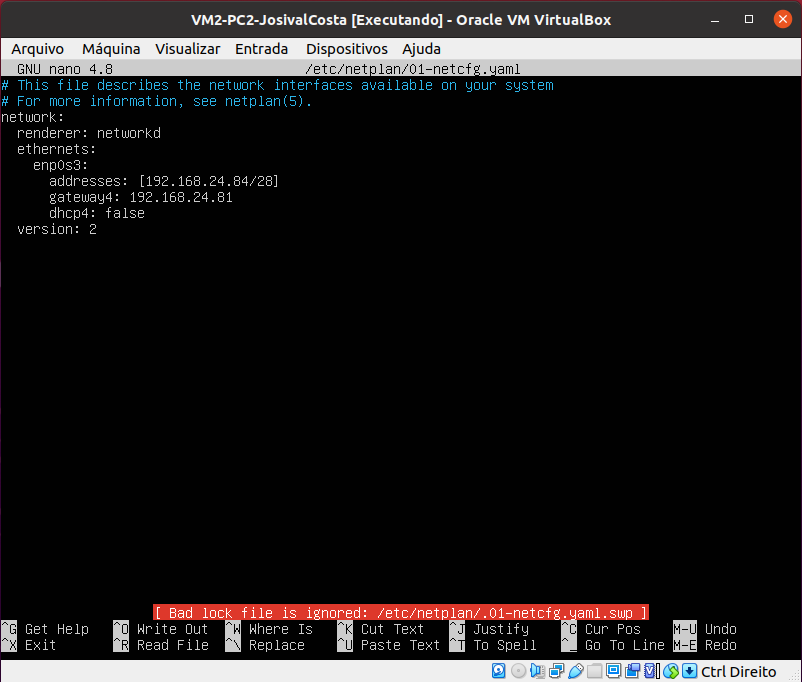 VM2-PC2-JosivalCosta [Executando] - Oracle VM VirtualBox
Arquivo Máquina Visualizar Entrada Dispositivos Ajuda
GNU nano 4.8 /etc/netplan/01-netcfg.yaml
# This file describes the network interfaces available on your system
# For more information, see netplan(5).
network:
  renderer: networkd
  ethernets:
    enp0s3:
      addresses: [192.168.24.84/28]
      gateway4: 192.168.24.81
      dhcp4: false
  version: 2
[ Bad lock file is ignored: /etc/netplan/.01-netcfg.yaml.swp ]
^G Get Help ^O Write Out ^W Where Is ^K Cut Text ^J Justify ^C Cur Pos M-U Undo
^X Exit ^R Read File ^\ Replace ^U Paste Text ^T To Spell ^_ Go To Line M-E Redo
Ctrl Direito